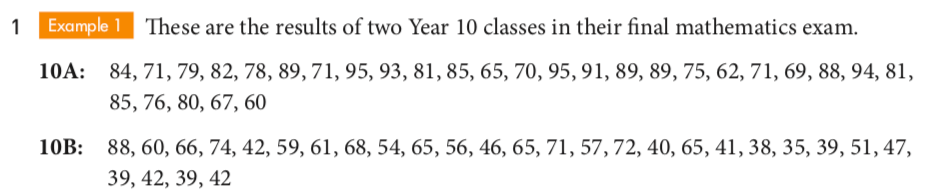 1 Example 1 These are the results of two Year 10 classes in their final mathematics exam.
10A: 84, 71, 79, 82, 78, 89, 71, 95, 93, 81, 85, 65, 70, 95, 91, 89, 89, 75, 62, 71, 69, 88, 94, 81,
85, 76, 80, 67, 60
10B: 88, 60, 66, 74, 42, 59, 61, 68, 54, 65, 56, 46, 65, 71, 57, 72, 40, 65, 41, 38, 35, 39, 51, 47,
39, 42, 39, 42